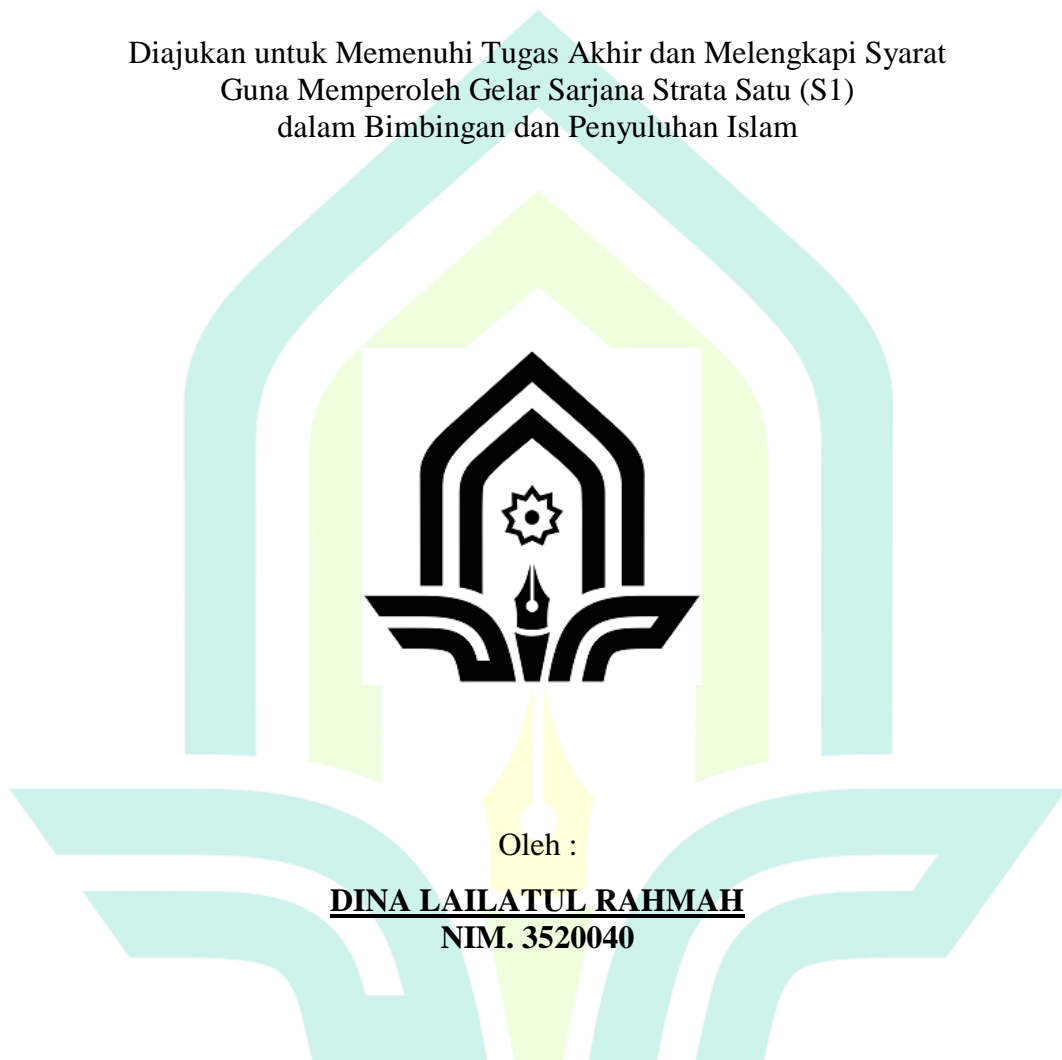 Diajukan untuk Memenuhi Tugas Akhir dan Melengkapi Syarat
Guna Memperoleh Gelar Sarjana Strata Satu (S1)
dalam Bimbingan dan Penyuluhan Islam
Oleh :
DINA LAILATUL RAHMAH
NIM. 3520040